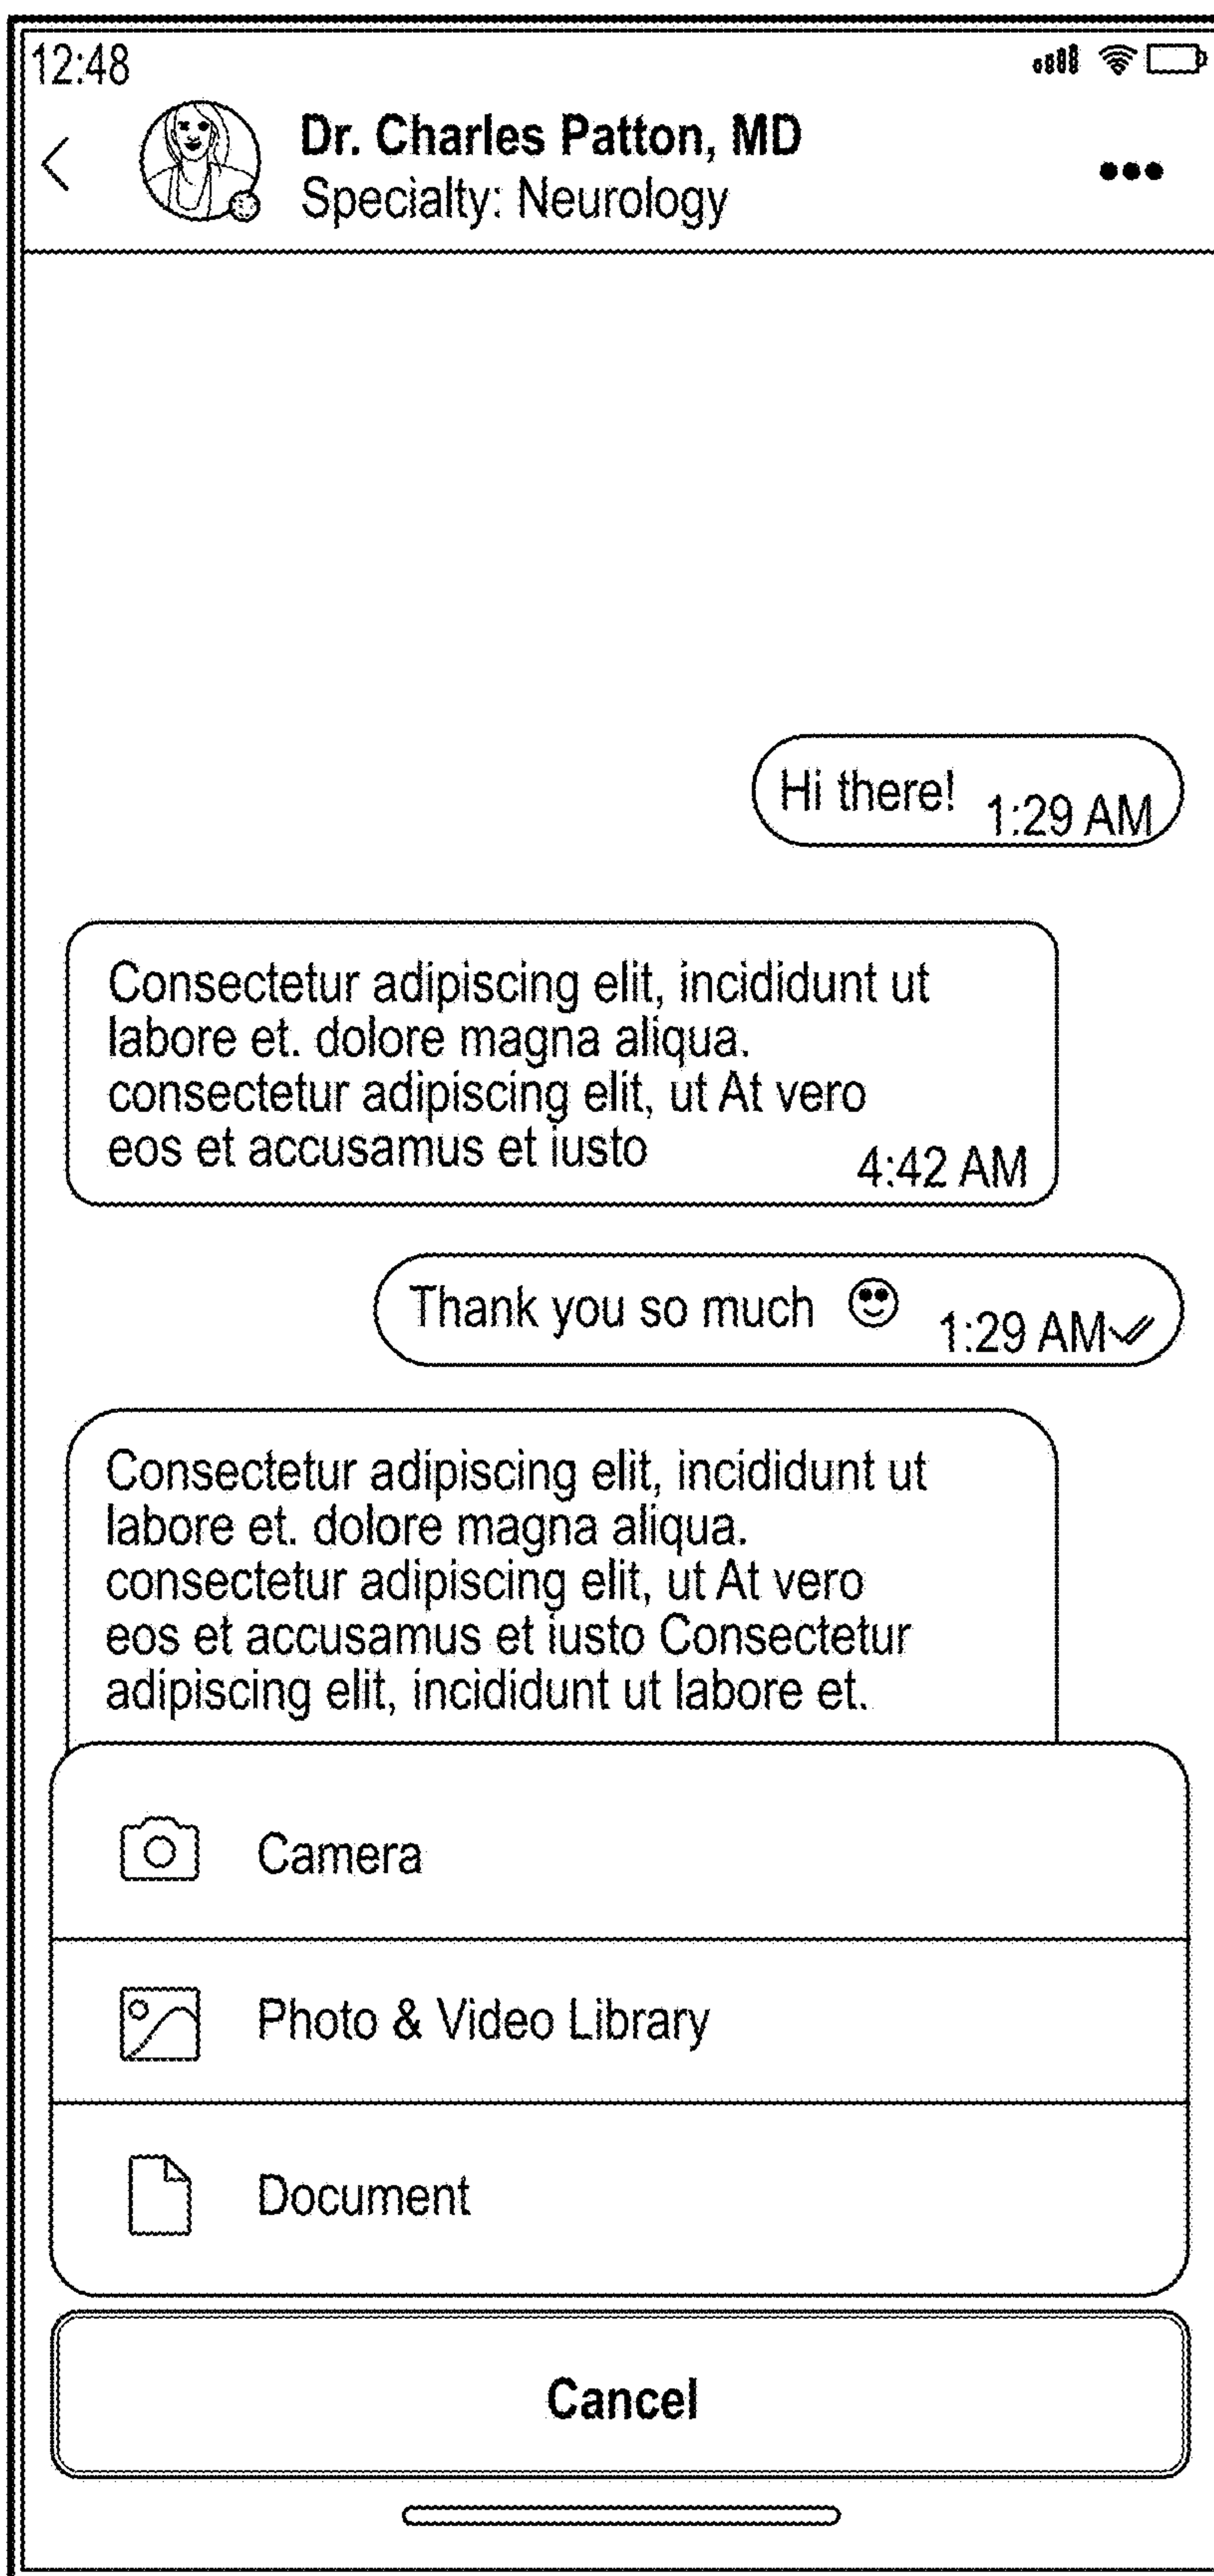 12:48
Dr. Charles Patton, MD
Specialty: Neurology
Hi there! 1:29 AM
Consectetur adipiscing elit, incididunt ut
labore et. dolore magna aliqua.
consectetur adipiscing elit, ut At vero
eos et accusamus et iusto 4:42 AM
Thank you so much 1:29 AM
Consectetur adipiscing elit, incididunt ut
labore et. dolore magna aliqua.
consectetur adipiscing elit, ut At vero
eos et accusamus et iusto Consectetur
adipiscing elit, incididunt ut labore et.
Camera
Photo & Video Library
Document
Cancel